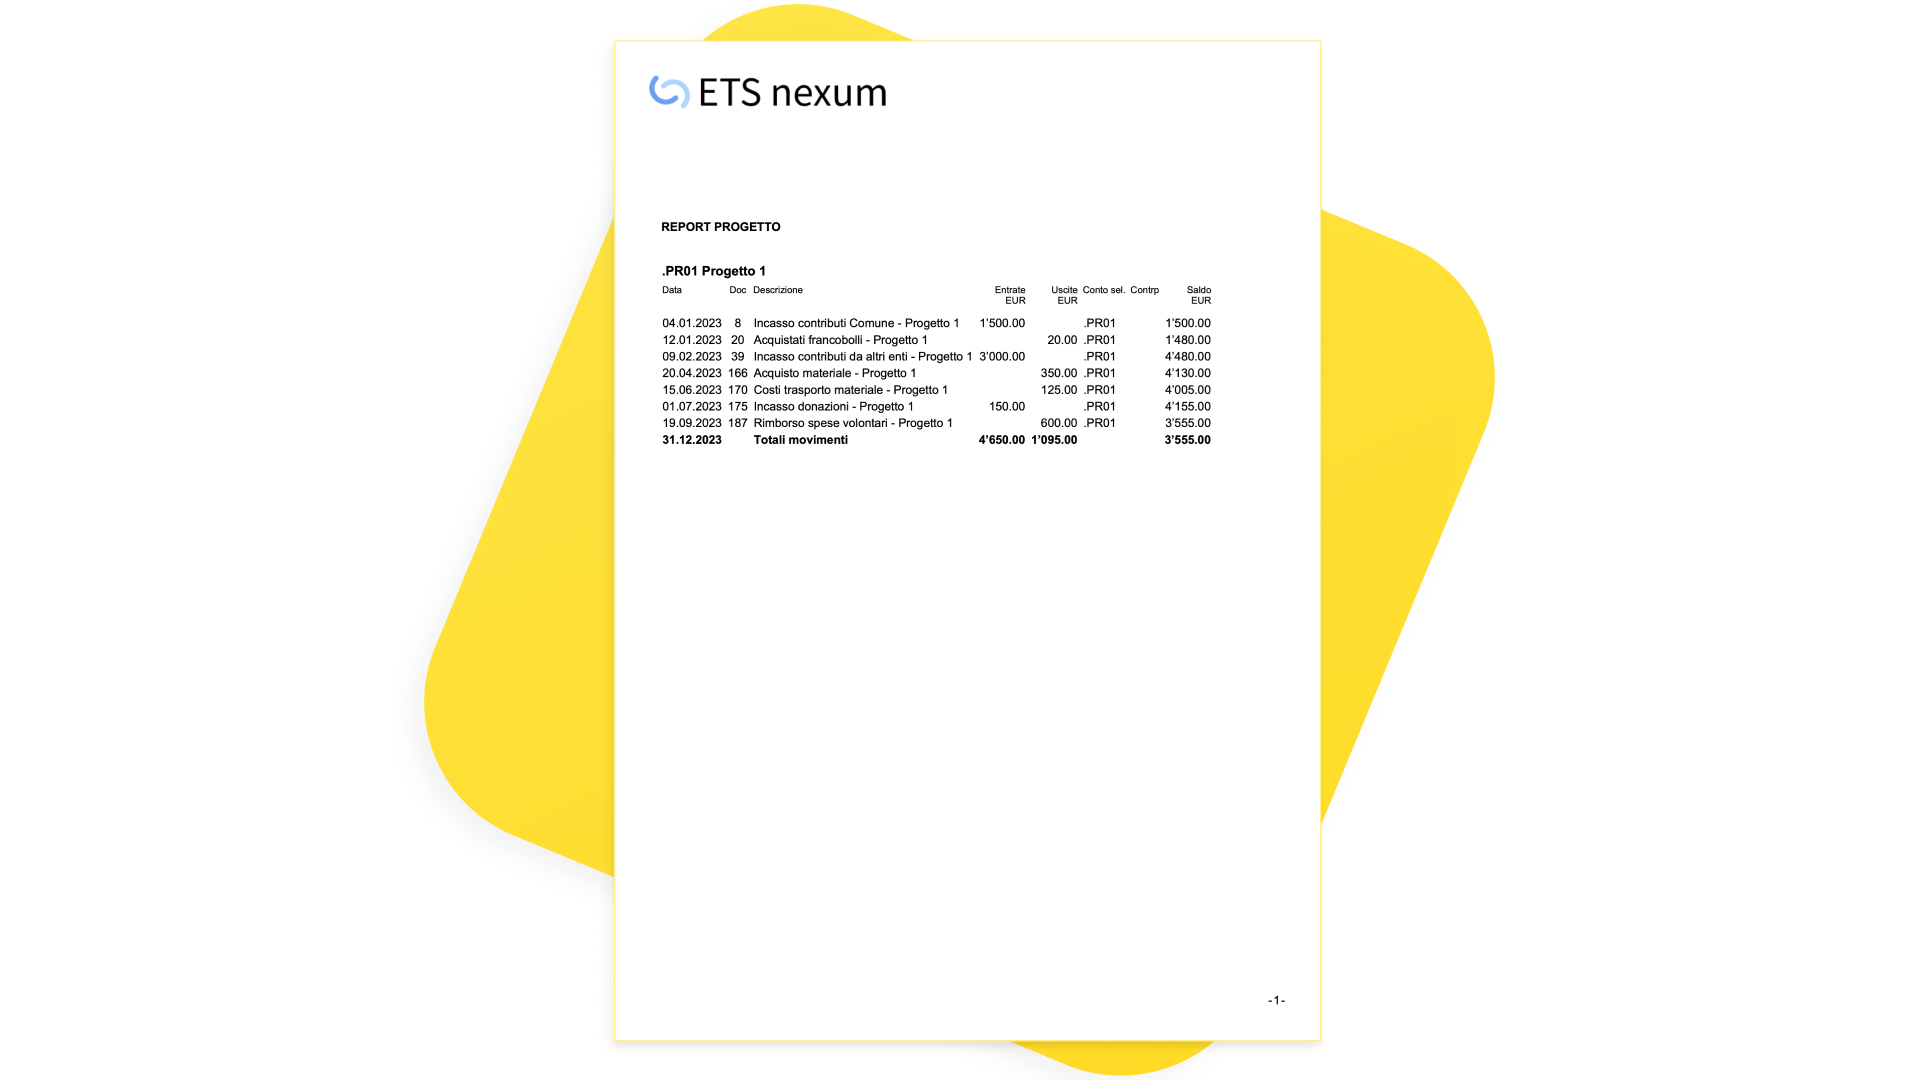 ETS nexum
REPORT PROGETTO
.PR01 Progetto 1
Data Doc Descrizione Entrate Uscite Conto sel. Contrp Saldo
EUR EUR EUR
04.01.2023 8 Incasso contributi Comune - Progetto 1 1'500.00 .PR01 1'500.00
12.01.2023 20 Acquistati francobolli - Progetto 1 20.00 .PR01 1'480.00
09.02.2023 39 Incasso contributi da altri enti - Progetto 1 3'000.00 .PR01 4'480.00
20.04.2023 166 Acquisto materiale - Progetto 1 350.00 .PR01 4'130.00
15.06.2023 170 Costi trasporto materiale - Progetto 1 125.00 .PR01 4'005.00
01.07.2023 175 Incasso donazioni - Progetto 1 150.00 .PR01 4'155.00
19.09.2023 187 Rimborso spese volontari - Progetto 1 600.00 .PR01 3'555.00
31.12.2023 Totali movimenti 4'650.00 1'095.00 3'555.00
-1-